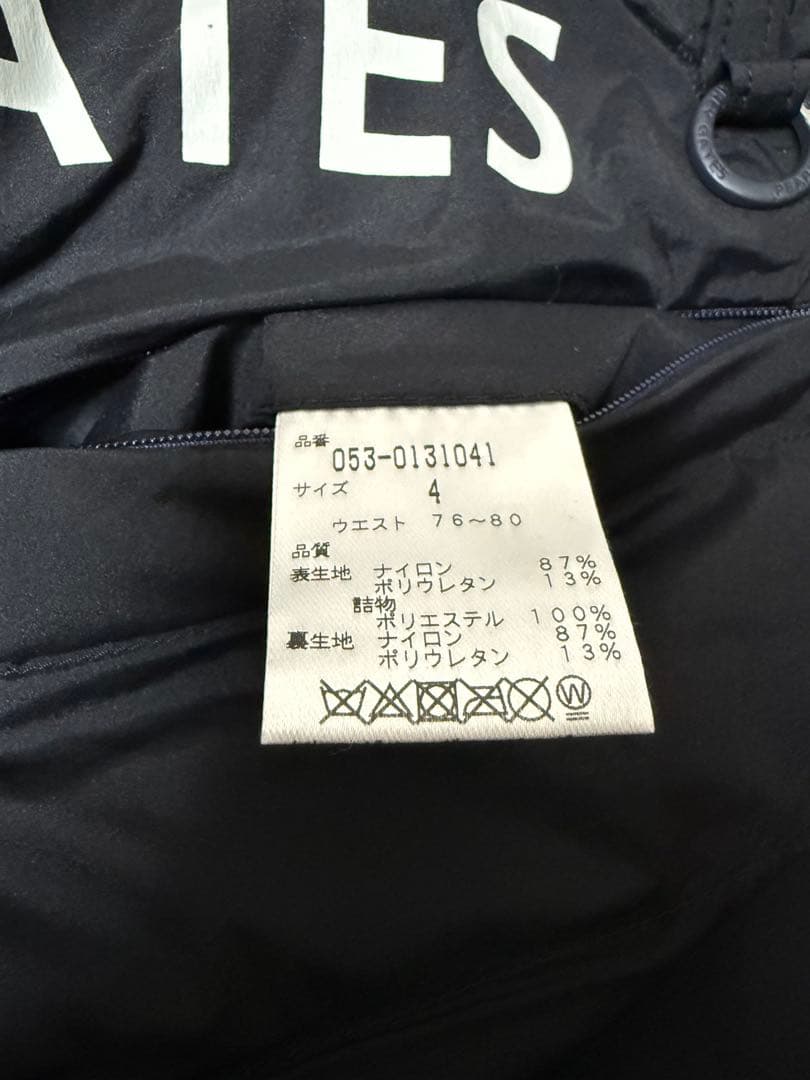 ATES
PEARLY GATES
品番
053-0131041
サイズ 4
ウエスト 76～80
品質
表生地 ナイロン 87%
ポリウレタン 13%
詰物
ポリエステル 100%
裏生地 ナイロン 87%
ポリウレタン 13%
W